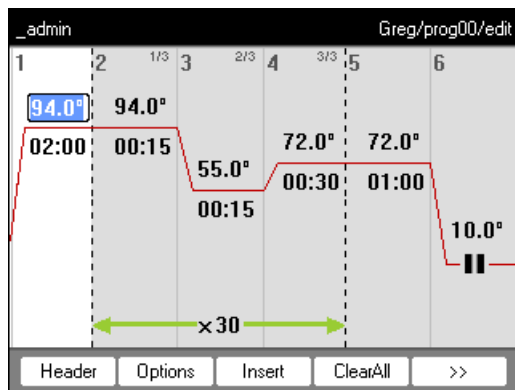 _admin Greg/prog00/edit
1 2 1/3 3 2/3 4 3/3 5 6
94.0° 94.0°
02:00 00:15
72.0° 72.0°
55.0°
00:30 01:00
00:15
10.0°
×30
Header Options Insert ClearAll >>